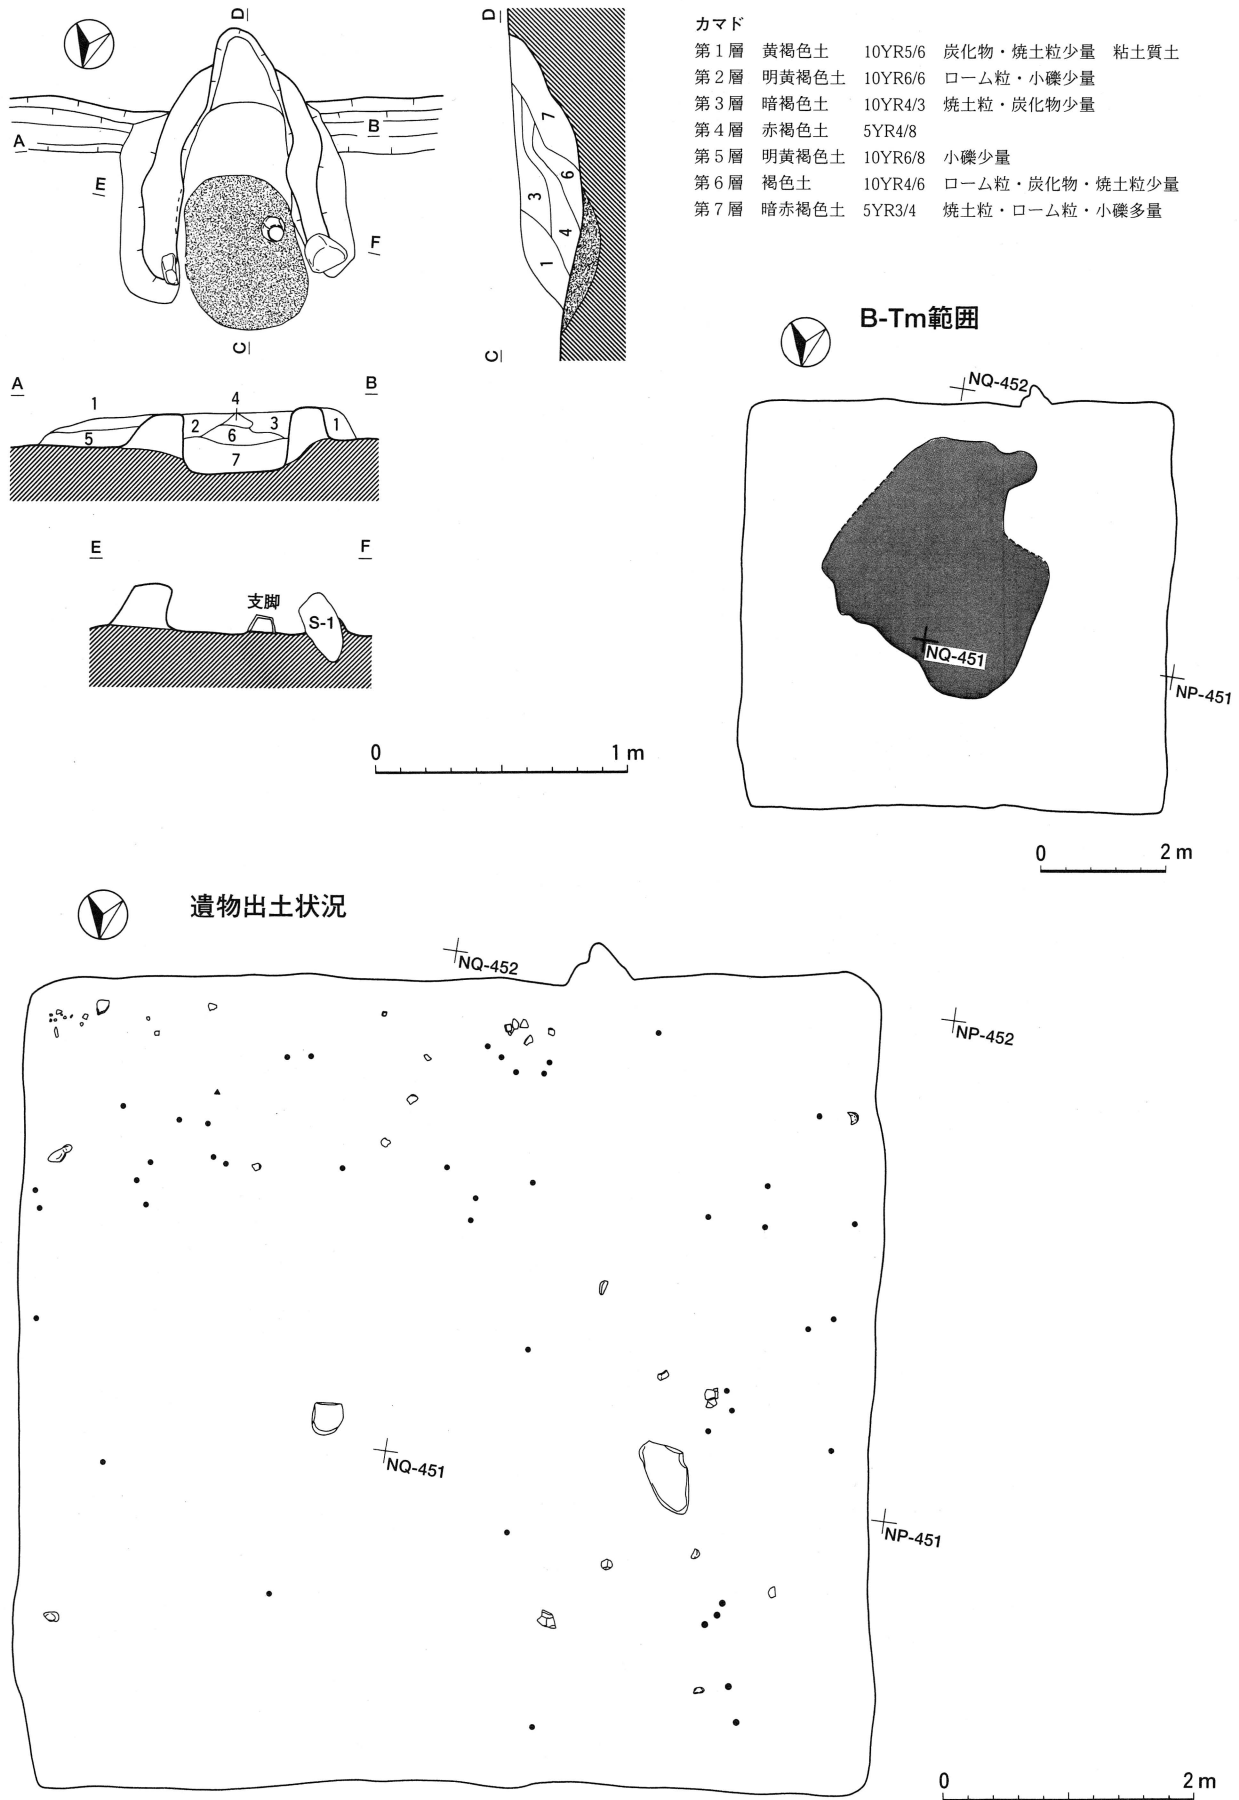 カマド
第1層 黄褐色土 10YR5/6 炭化物・焼土粒少量 粘土質土
第2層 明黄褐色土 10YR6/6 ローム粒・小礫少量
第3層 暗褐色土 10YR4/3 焼土粒・炭化物少量
第4層 赤褐色土 5YR4/8
第5層 明黄褐色土 10YR6/8 小礫少量
第6層 褐色土 10YR4/6 ローム粒・炭化物・焼土粒少量
第7層 暗赤褐色土 5YR3/4 焼土粒・ローム粒・小礫多量
D
A
B
E
F
C
D
7
6
3
4
1
C
A
B
1
4
2
3
1
5
6
7
E
F
支脚
S-1
0 1 m
B-Tm範囲
NQ-452
NQ-451
NP-451
0 2 m
遺物出土状況
NQ-452
NP-452
NQ-451
NP-451
0 2 m